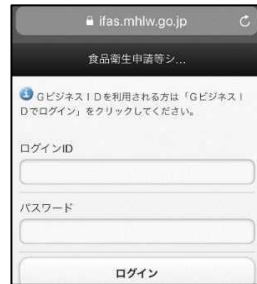 ifas.mhlw.go.jp
食品衛生申請等シ...
GビジネスIDを利用される方は「GビジネスI
Dでログイン」をクリックしてください。
ログインID
パスワード
ログイン